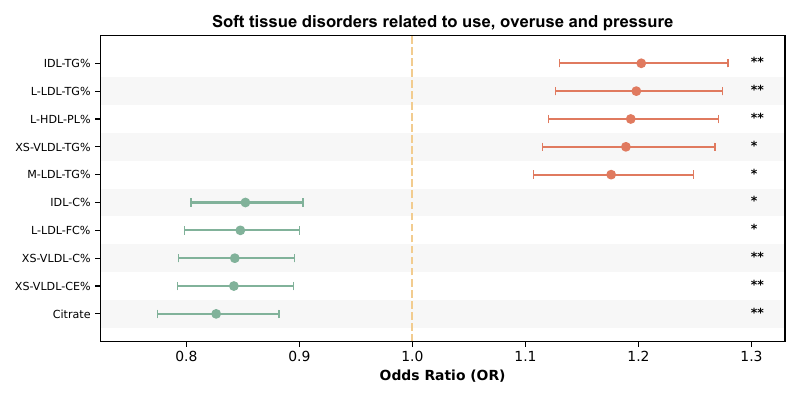 Soft tissue disorders related to use, overuse and pressure
IDL-TG% **
L-LDL-TG% **
L-HDL-PL% **
XS-VLDL-TG% *
M-LDL-TG% *
IDL-C% *
L-LDL-FC% *
XS-VLDL-C% **
XS-VLDL-CE% **
Citrate **
0.8 0.9 1.0 1.1 1.2 1.3
Odds Ratio (OR)